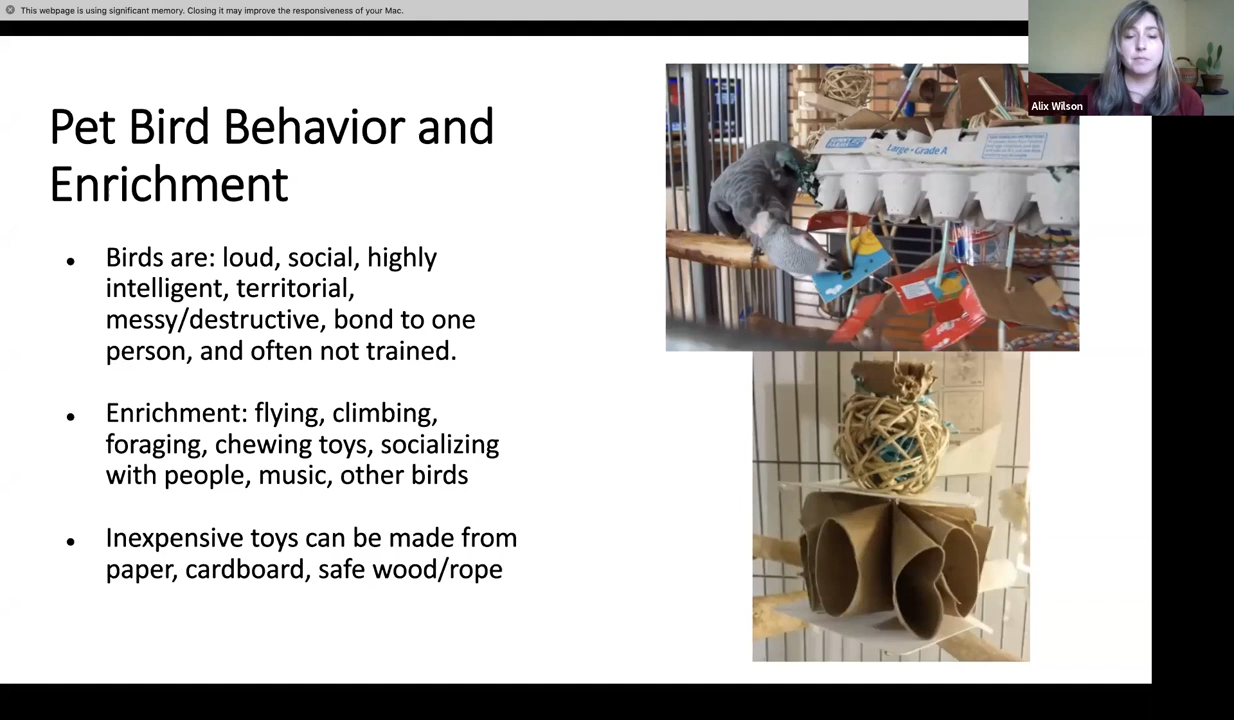 This webpage is using significant memory. Closing it may improve the responsiveness of your Mac.
Alix Wilson
Pet Bird Behavior and
Enrichment
Large • Grade A
• Birds are: loud, social, highly
intelligent, territorial,
messy/destructive, bond to one
person, and often not trained.
• Enrichment: flying, climbing,
foraging, chewing toys, socializing
with people, music, other birds
• Inexpensive toys can be made from
paper, cardboard, safe wood/rope